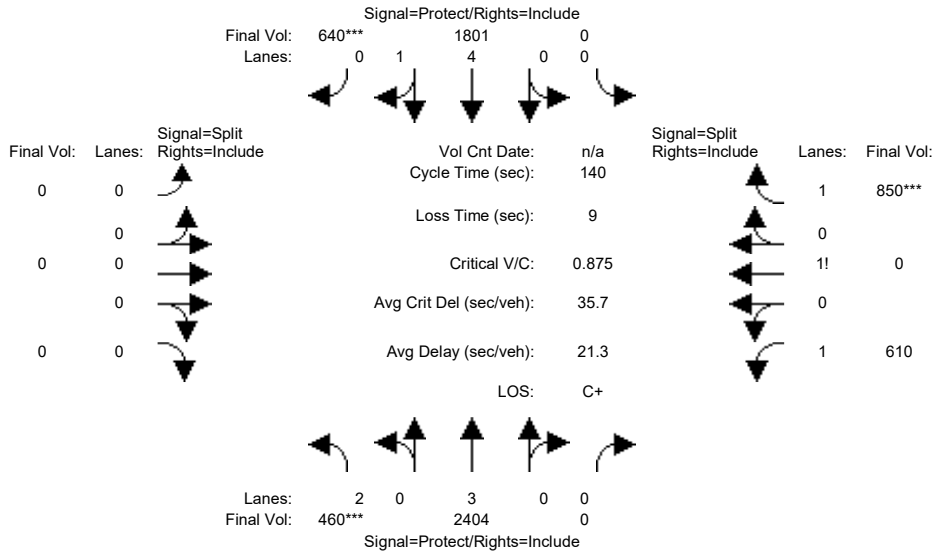 Signal=Protect/Rights=Include
Final Vol: 640*** 1801 0
Lanes: 0 1 4 0 0
Signal=Split
Final Vol: Lanes: Rights=Include
Vol Cnt Date: n/a
Signal=Split
Rights=Include Lanes: Final Vol:
Cycle Time (sec): 140
0 0
1 850***
Loss Time (sec): 9
0
0
0 0
Critical V/C: 0.875
1! 0
0
Avg Crit Del (sec/veh): 35.7
0
0 0
Avg Delay (sec/veh): 21.3
1 610
LOS: C+
Lanes: 2 0 3 0 0
Final Vol: 460*** 2404 0
Signal=Protect/Rights=Include